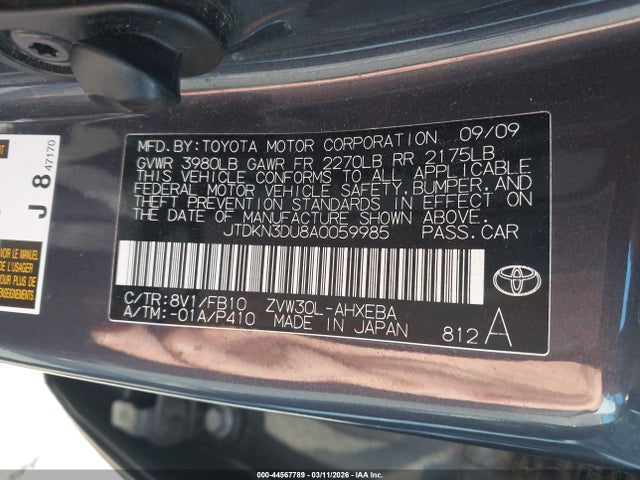 MFD.BY:TOYOTA MOTOR CORPORATION 09/09
GVWR 3980LB GAWR FR 2270LB RR 2175LB
THIS VEHICLE CONFORMS TO ALL APPLICABLE
FEDERAL MOTOR VEHICLE SAFETY,BUMPER,AND
THEFT PREVENTION STANDARDS IN EFFECT ON
THE DATE OF MANUFACTURE SHOWN ABOVE.
JTDKN3DU8A0059985 PASS.CAR
C/TR:8V1/FB10 ZVW30L-AHXEBA
A/TM:-01A/P410 MADE IN JAPAN 812A
J 8 47170
L'USAGER
000-44567789 - 03/11/2026 - IAA Inc.